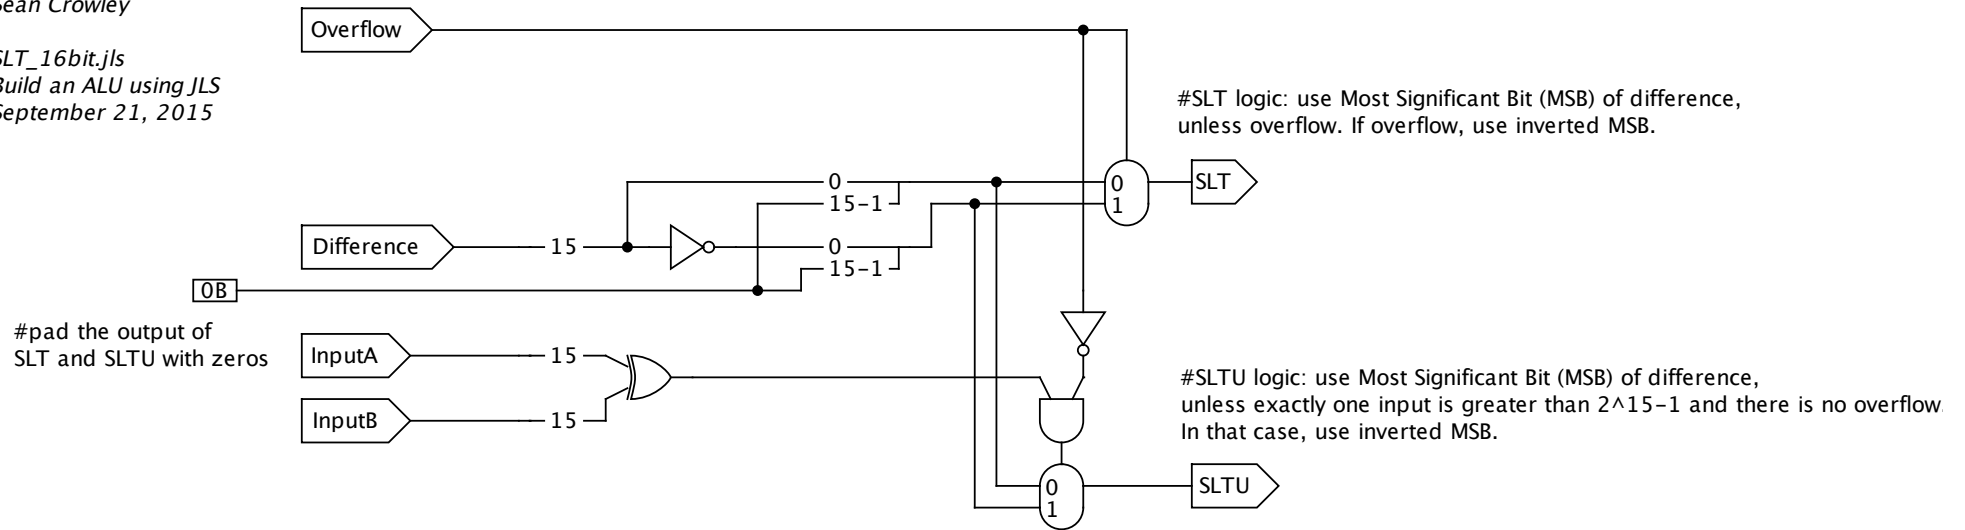 Sean Crowley
SLT_16bit.jls
Build an ALU using JLS
September 21, 2015
Overflow
#SLT logic: use Most Significant Bit (MSB) of difference,
unless overflow. If overflow, use inverted MSB.
0
15-1
0
1
SLT
Difference
15
0
15-1
0B
#pad the output of
SLT and SLTU with zeros
InputA
15
InputB
15
#SLTU logic: use Most Significant Bit (MSB) of difference,
unless exactly one input is greater than 2^15-1 and there is no overflow.
In that case, use inverted MSB.
0
1
SLTU